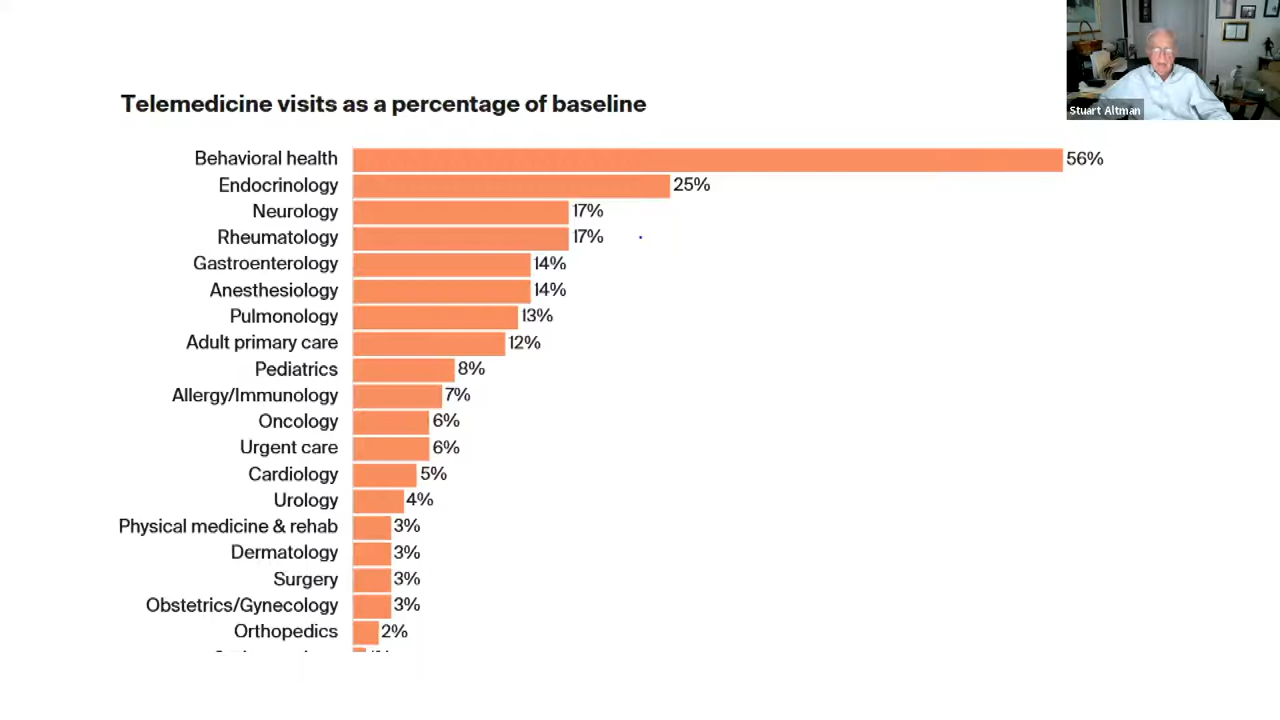 Telemedicine visits as a percentage of baseline
Stuart Altman
Behavioral health 56%
Endocrinology 25%
Neurology 17%
Rheumatology 17%
Gastroenterology 14%
Anesthesiology 14%
Pulmonology 13%
Adult primary care 12%
Pediatrics 8%
Allergy/Immunology 7%
Oncology 6%
Urgent care 6%
Cardiology 5%
Urology 4%
Physical medicine & rehab 3%
Dermatology 3%
Surgery 3%
Obstetrics/Gynecology 3%
Orthopedics 2%